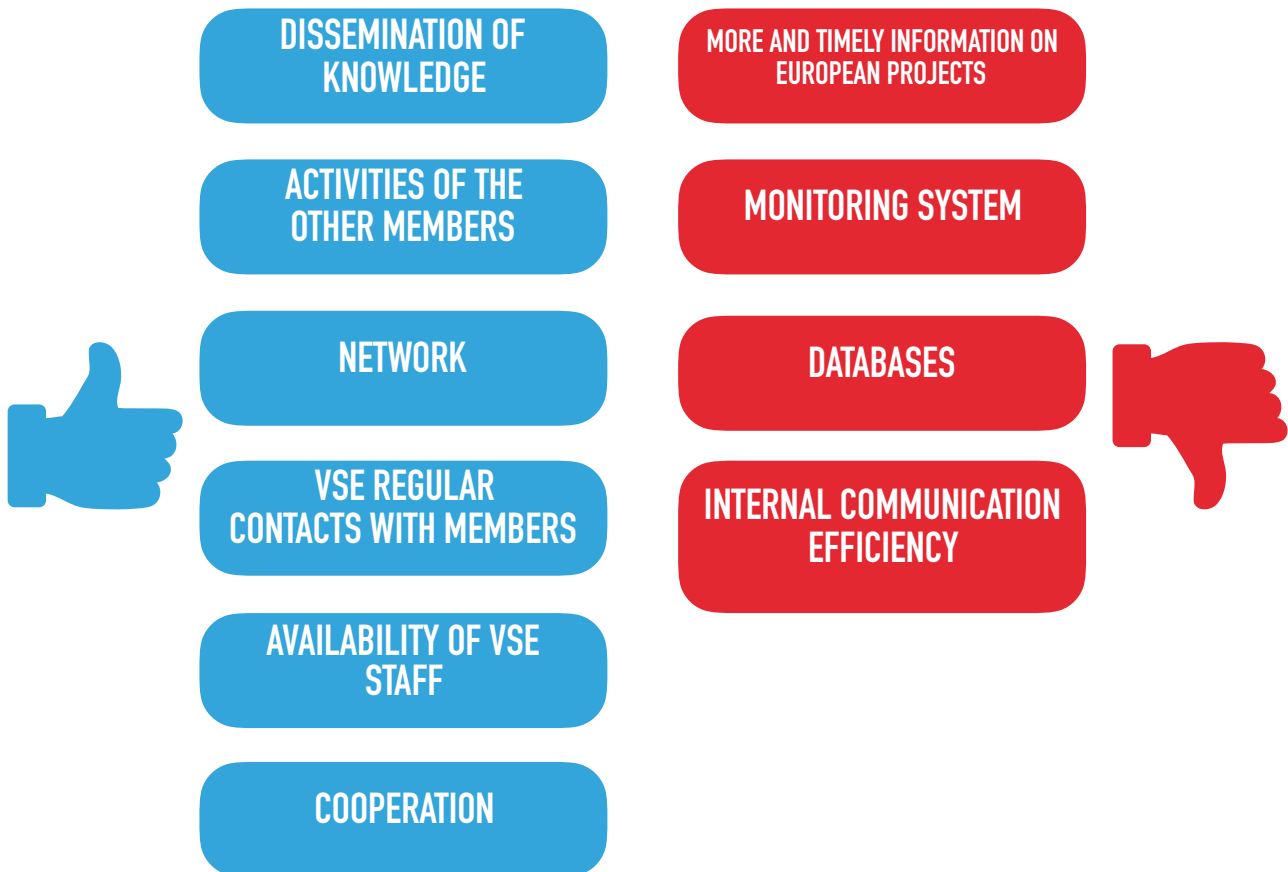 DISSEMINATION OF
KNOWLEDGE
ACTIVITIES OF THE
OTHER MEMBERS
NETWORK
VSE REGULAR
CONTACTS WITH MEMBERS
AVAILABILITY OF VSE
STAFF
COOPERATION
MORE AND TIMELY INFORMATION ON
EUROPEAN PROJECTS
MONITORING SYSTEM
DATABASES
INTERNAL COMMUNICATION
EFFICIENCY